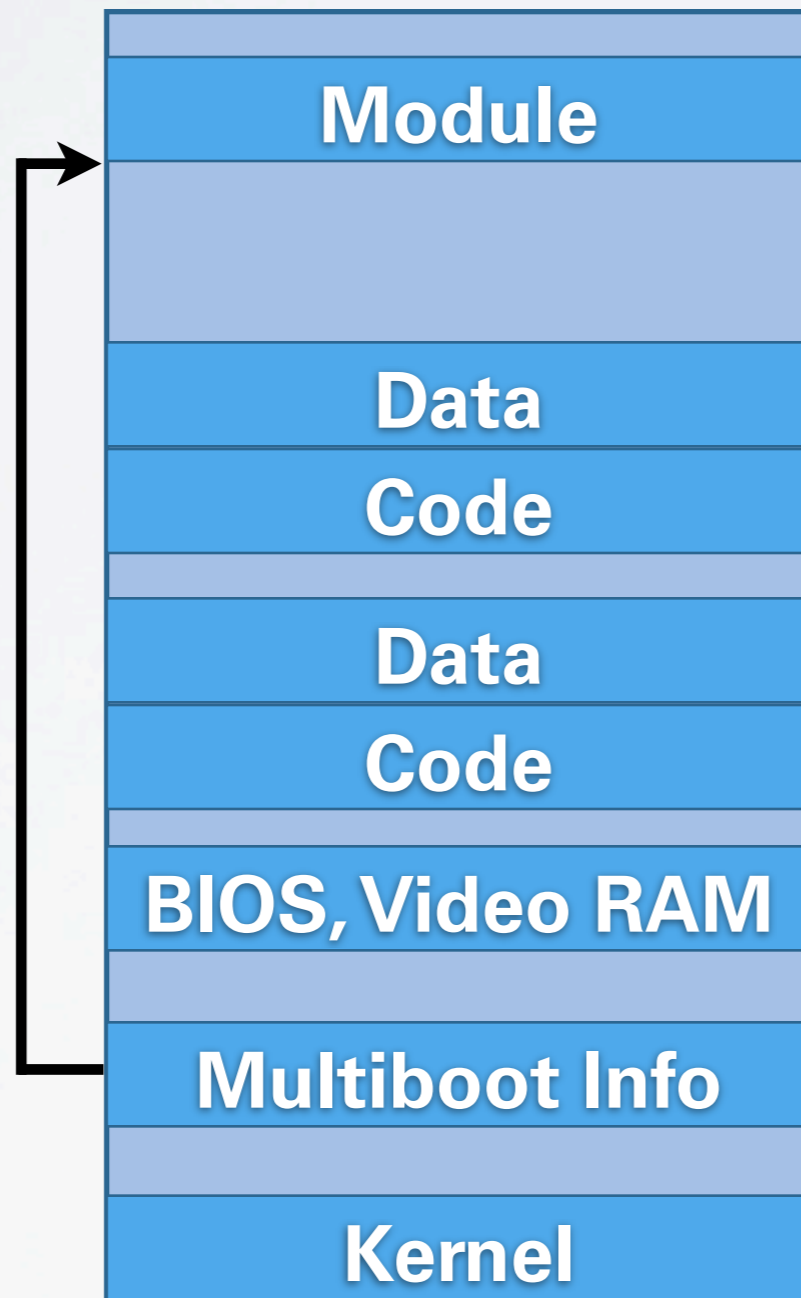 Module
Data
Code
Data
Code
BIOS, Video RAM
Multiboot Info
Kernel